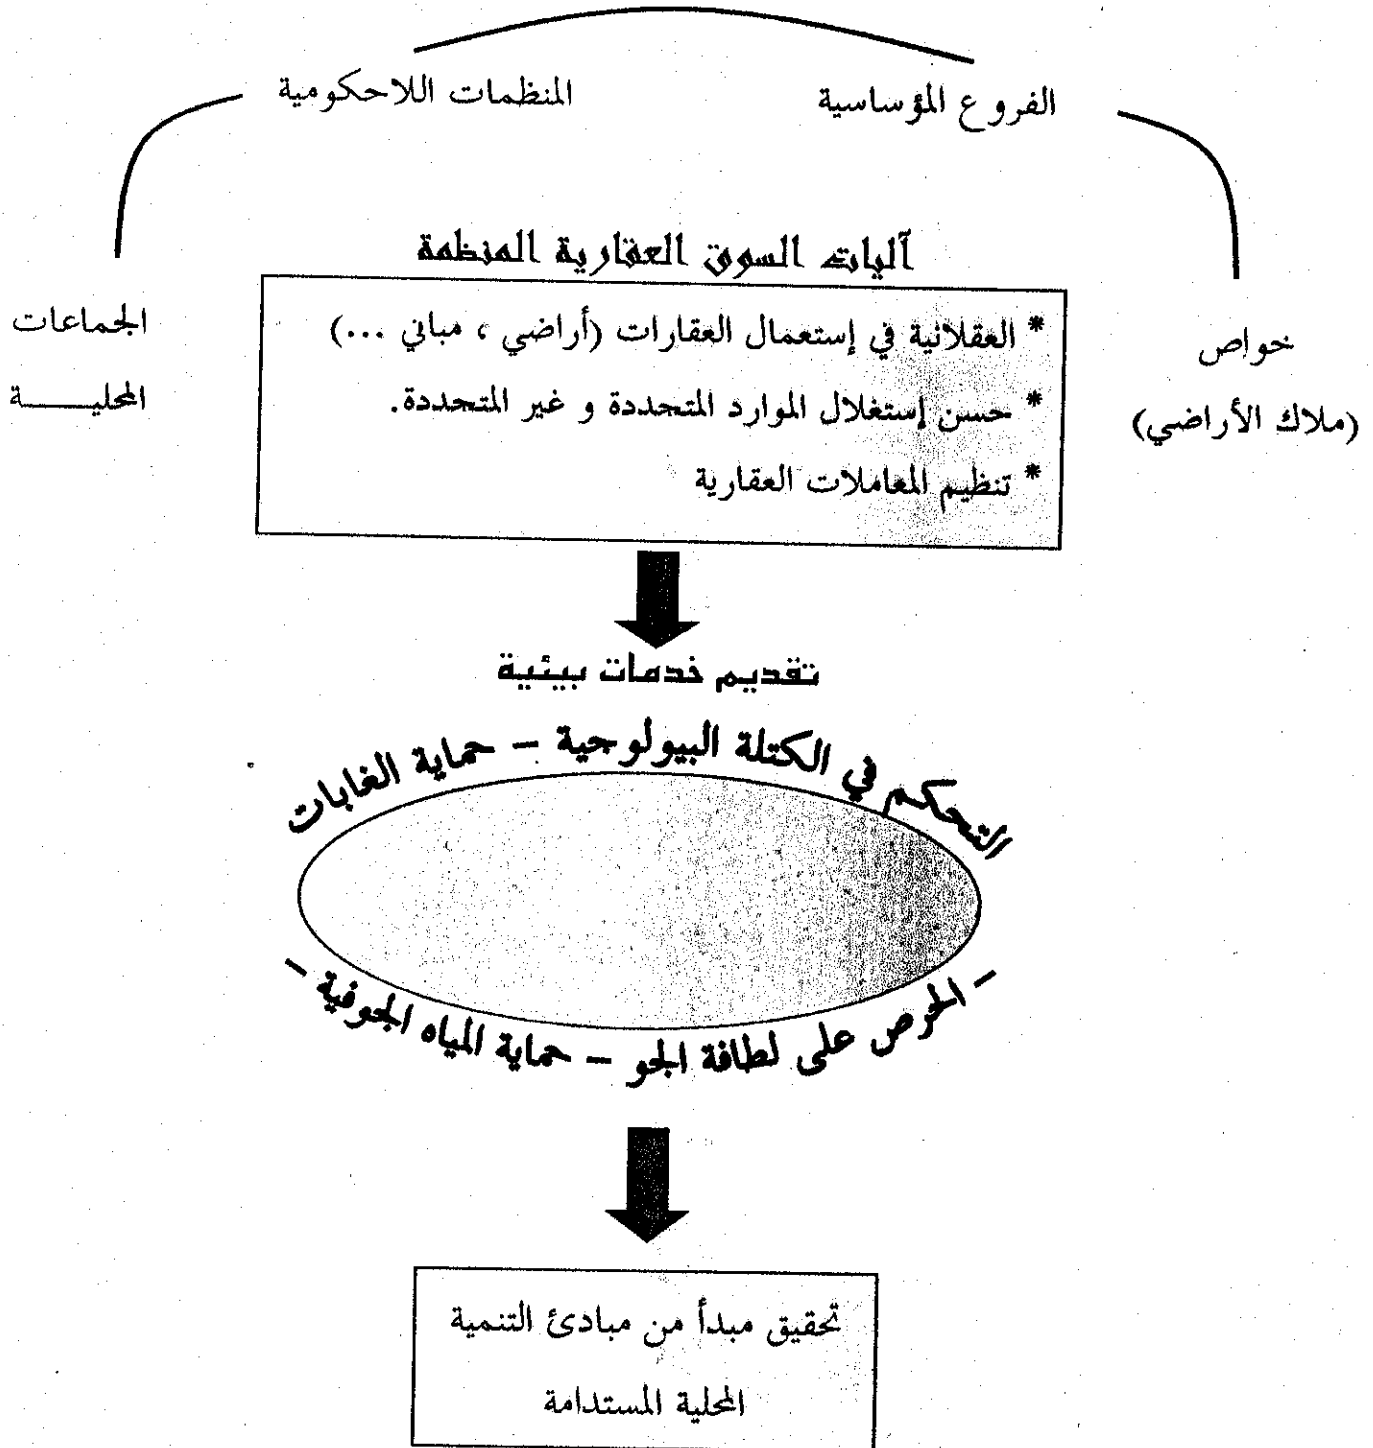 الفروع المؤساسية
المنظمات اللاحكومية
خواص
(ملاك الأراضي)
الجماعات
المحليـــــة
آليات السوق العقارية المنظمة
* العقلانية في إستعمال العقارات (أراضي ، مباني ...)
* حسن إستغلال الموارد المتجددة و غير المتجددة.
* تنظيم المعاملات العقارية
تقديم خدمات بيئية
التحكم في الكتلة البيولوجية – حماية الغابات
– الحرص على لطافة الجو – حماية المياه الجوفية –
تحقيق مبدأ من مبادئ التنمية
المحلية المستدامة